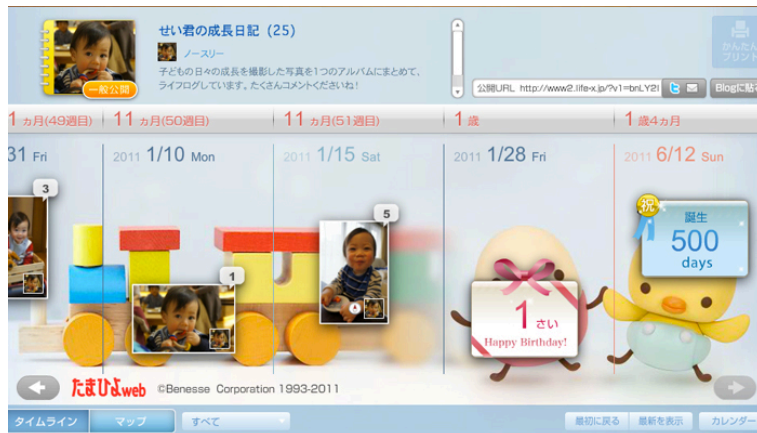 せい君の成長日記 (25)
ノースリー
子どもの日々の成長を撮影した写真を1つのアルバムにまとめて、
ライフログしています。たくさんコメントくださいね!
一般公開
かんたん
プリント
公開URL http://www2.life-x.jp/?v1=bnLY2l
Blogに貼る
1 ヵ月(49週目)
11 ヵ月(50週目)
11 ヵ月(51週目)
1 歳
1 歳4ヵ月
31 Fri
2011 1/10 Mon
2011 1/15 Sat
2011 1/28 Fri
2011 6/12 Sun
3
1
5
1 さい
Happy Birthday!
祝
誕生
500
days
たまひよweb ©Benesse Corporation 1993-2011
タイムライン
マップ
すべて
最初に戻る
最新を表示
カレンダー